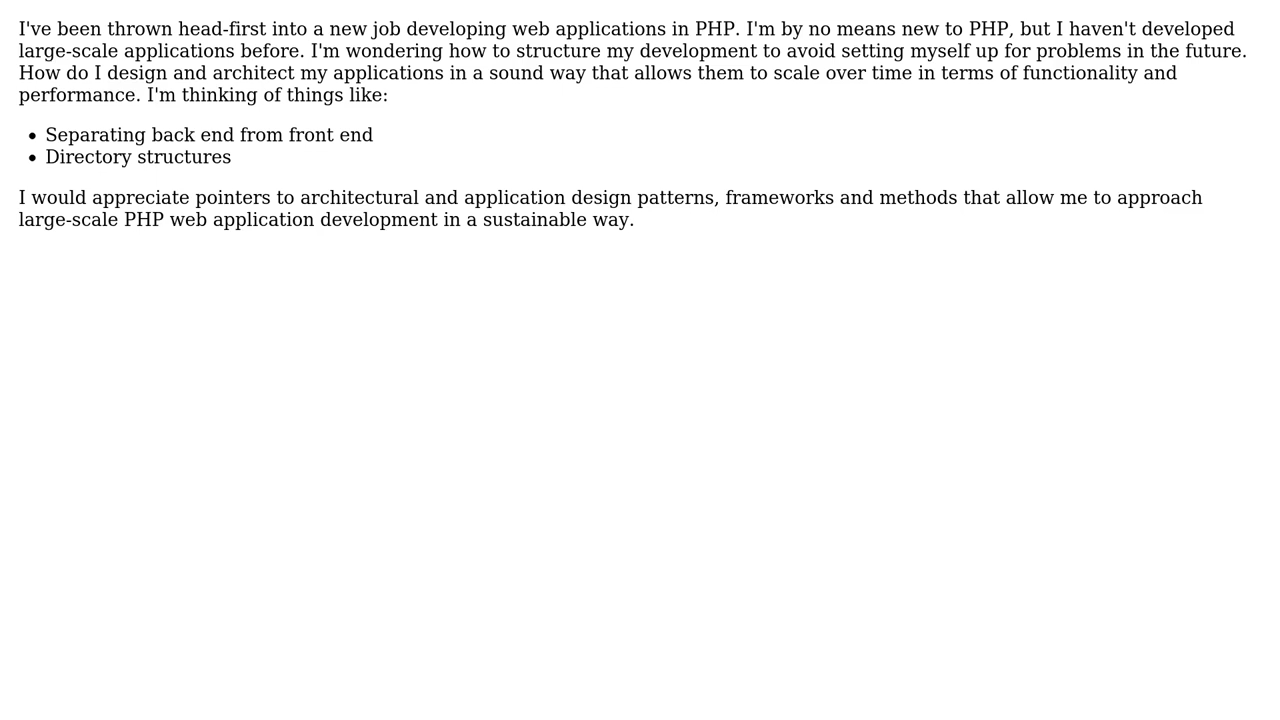 I've been thrown head-first into a new job developing web applications in PHP. I'm by no means new to PHP, but I haven't developed
large-scale applications before. I'm wondering how to structure my development to avoid setting myself up for problems in the future.
How do I design and architect my applications in a sound way that allows them to scale over time in terms of functionality and
performance. I'm thinking of things like:
• Separating back end from front end
• Directory structures
I would appreciate pointers to architectural and application design patterns, frameworks and methods that allow me to approach
large-scale PHP web application development in a sustainable way.